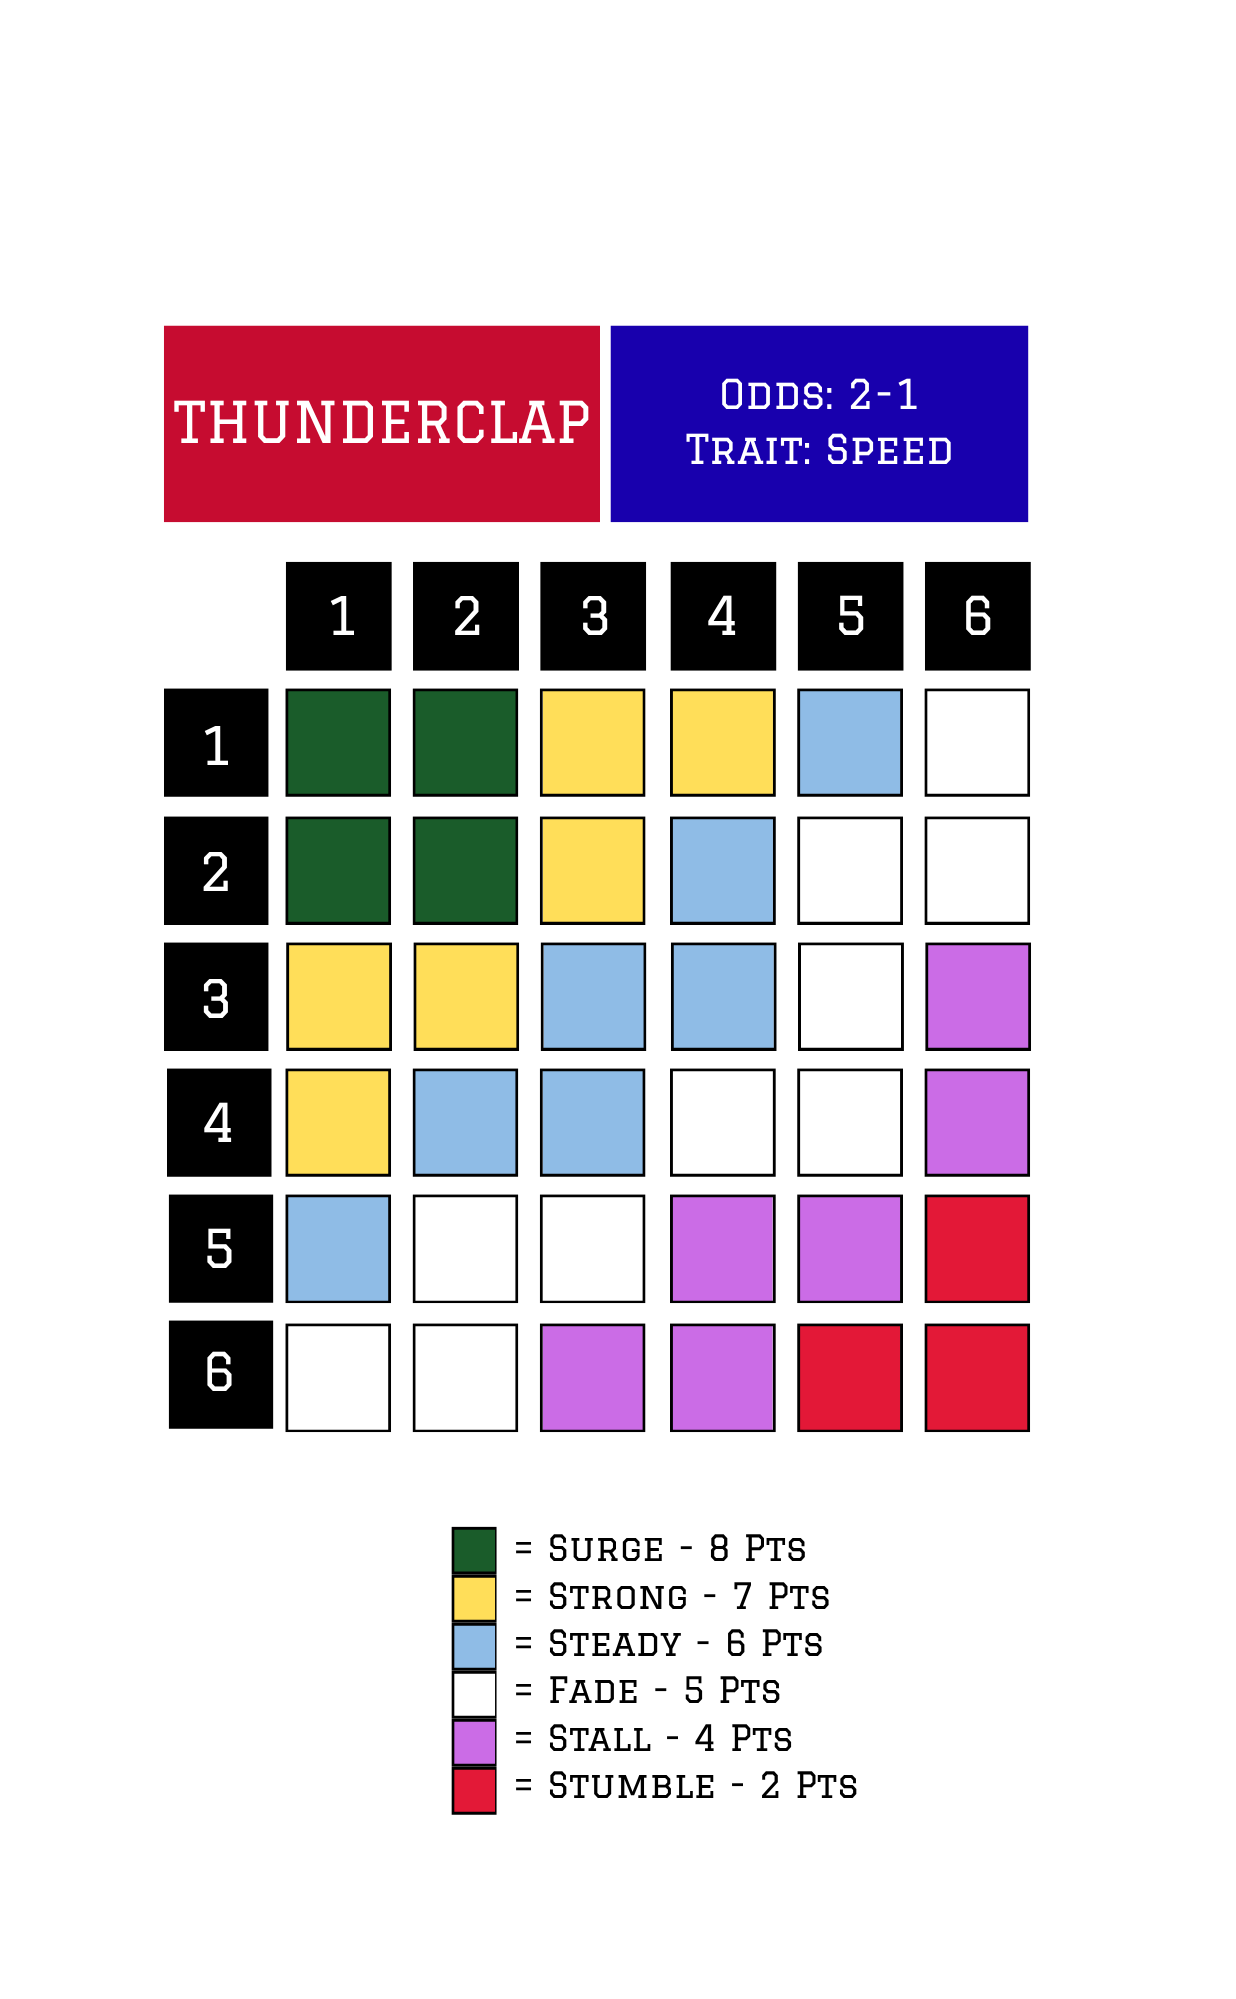 THUNDERCLAP
Odds: 2-1
Trait: Speed
1 2 3 4 5 6
1
2
3
4
5
6
= Surge - 8 Pts
= Strong - 7 Pts
= Steady - 6 Pts
= Fade - 5 Pts
= Stall - 4 Pts
= Stumble - 2 Pts